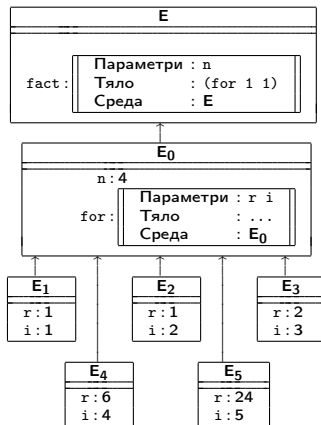 E
Параметри : n
fact : Тяло : (for 1 1)
Среда : E
E₀
n : 4
Параметри : r i
for : Тяло : ...
Среда : E₀
E₁ E₂ E₃
r : 1 r : 1 r : 2
i : 1 i : 2 i : 3
E₄ E₅
r : 6 r : 24
i : 4 i : 5